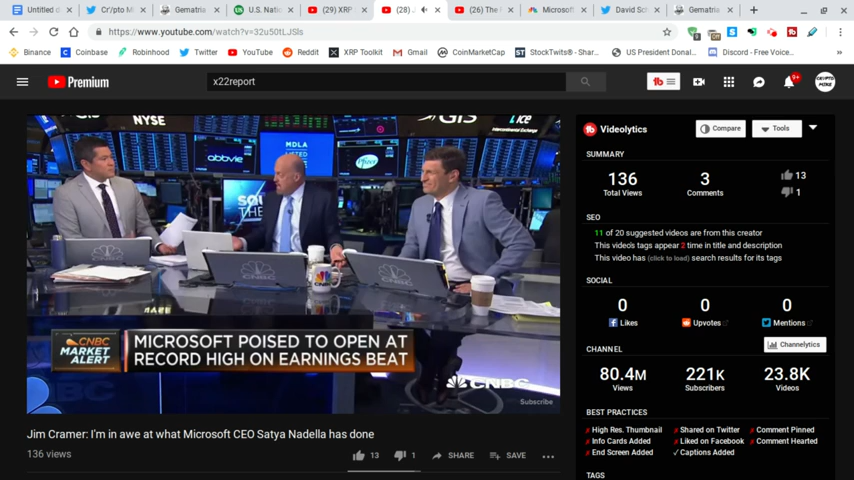 Untitled d
Cr/pto M
Gematria
U.S. Nati
(29) XRP
(28) J
(26) The
Microsof
David Sc
Gematria
https://www.youtube.com/watch?v=32u50tLJSIs
Binance
Coinbase
Robinhood
Twitter
YouTube
Reddit
XRP Toolkit
Gmail
CoinMarketCap
StockTwits® - Shar...
US President Donal...
Discord - Free Voice...
Premium
x22report
9+
CRYPTO MIKE
NYSE
MDLA
abbvie
Pfizer
ice
CNBC
MARKET
ALERT
MICROSOFT POISED TO OPEN AT
RECORD HIGH ON EARNINGS BEAT
CNBC
Subscribe
Jim Cramer: I'm in awe at what Microsoft CEO Satya Nadella has done
136 views
13
1
SHARE
SAVE
Videolytics
Compare
Tools
SUMMARY
136
3
13
1
Total Views
Comments
SEO
11 of 20 suggested videos are from this creator
This video's tags appear 2 time in title and description
This video has (click to load) search results for its tags
SOCIAL
0
0
0
Likes
Upvotes
Mentions
CHANNEL
Channelytics
80.4M
221K
23.8K
Views
Subscribers
Videos
BEST PRACTICES
High Res. Thumbnail
Shared on Twitter
Comment Pinned
Info Cards Added
Liked on Facebook
Comment Hearted
End Screen Added
Captions Added
TAGS